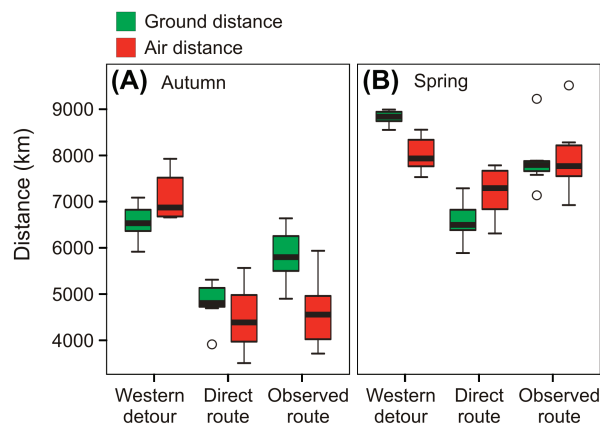 Ground distance
Air distance
(A) Autumn
(B) Spring
Distance (km)
9000
8000
7000
6000
5000
4000
Western detour
Direct route
Observed route
Western detour
Direct route
Observed route